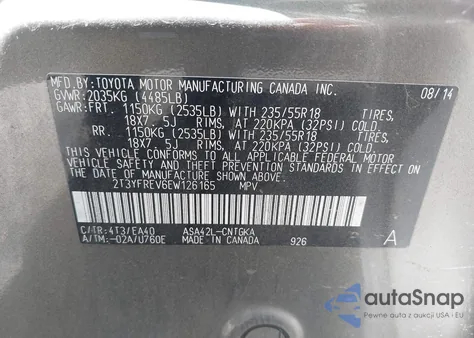 MFD.BY:TOYOTA MOTOR MANUFACTURING CANADA INC. 08/14
GVWR:2035KG (4485LB)
GAWR:FRT. 1150KG (2535LB) WITH 235/55R18 TIRES,
18X7. 5J RIMS, AT 220KPA (32PSI) COLD.
RR. 1150KG (2535LB) WITH 235/55R18 TIRES,
18X7. 5J RIMS, AT 220KPA (32PSI) COLD.
THIS VEHICLE CONFORMS TO ALL APPLICABLE FEDERAL MOTOR
VEHICLE SAFETY AND THEFT PREVENTION STANDARDS IN EFFECT ON
THE DATE OF MANUFACTURE SHOWN ABOVE.
2T3YFREV6EW126165 MPV
C/TR:4T3/EA40 ASA42L-CNTGKA
A/TM:-02A/U760E MADE IN CANADA 926 A
autoSnap
Pewne auta z USA i EU